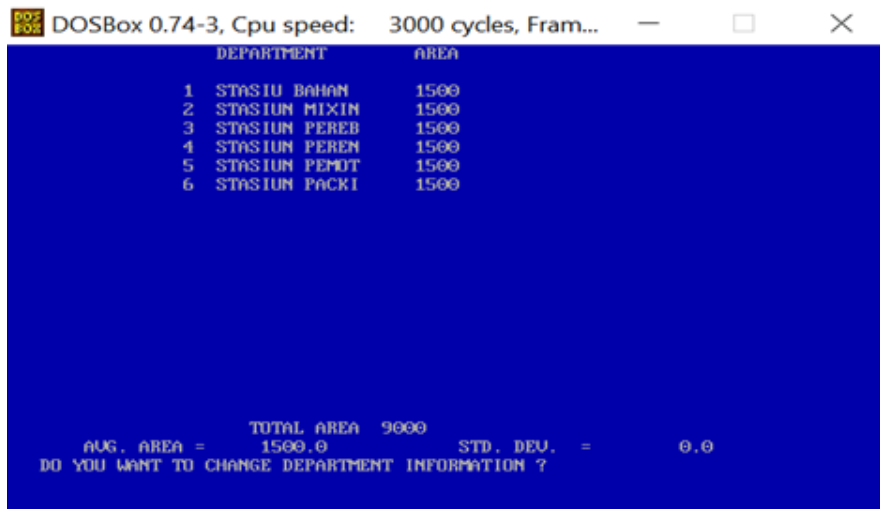 DOSBox 0.74-3, Cpu speed: 3000 cycles, Fram...
DEPARTMENT AREA
1 STASIU BAHAN 1500
2 STASIUN MIXIN 1500
3 STASIUN PEREB 1500
4 STASIUN PEREN 1500
5 STASIUN PEMOT 1500
6 STASIUN PACKI 1500
TOTAL AREA 9000
AVG. AREA = 1500.0 STD. DEV. = 0.0
DO YOU WANT TO CHANGE DEPARTMENT INFORMATION ?